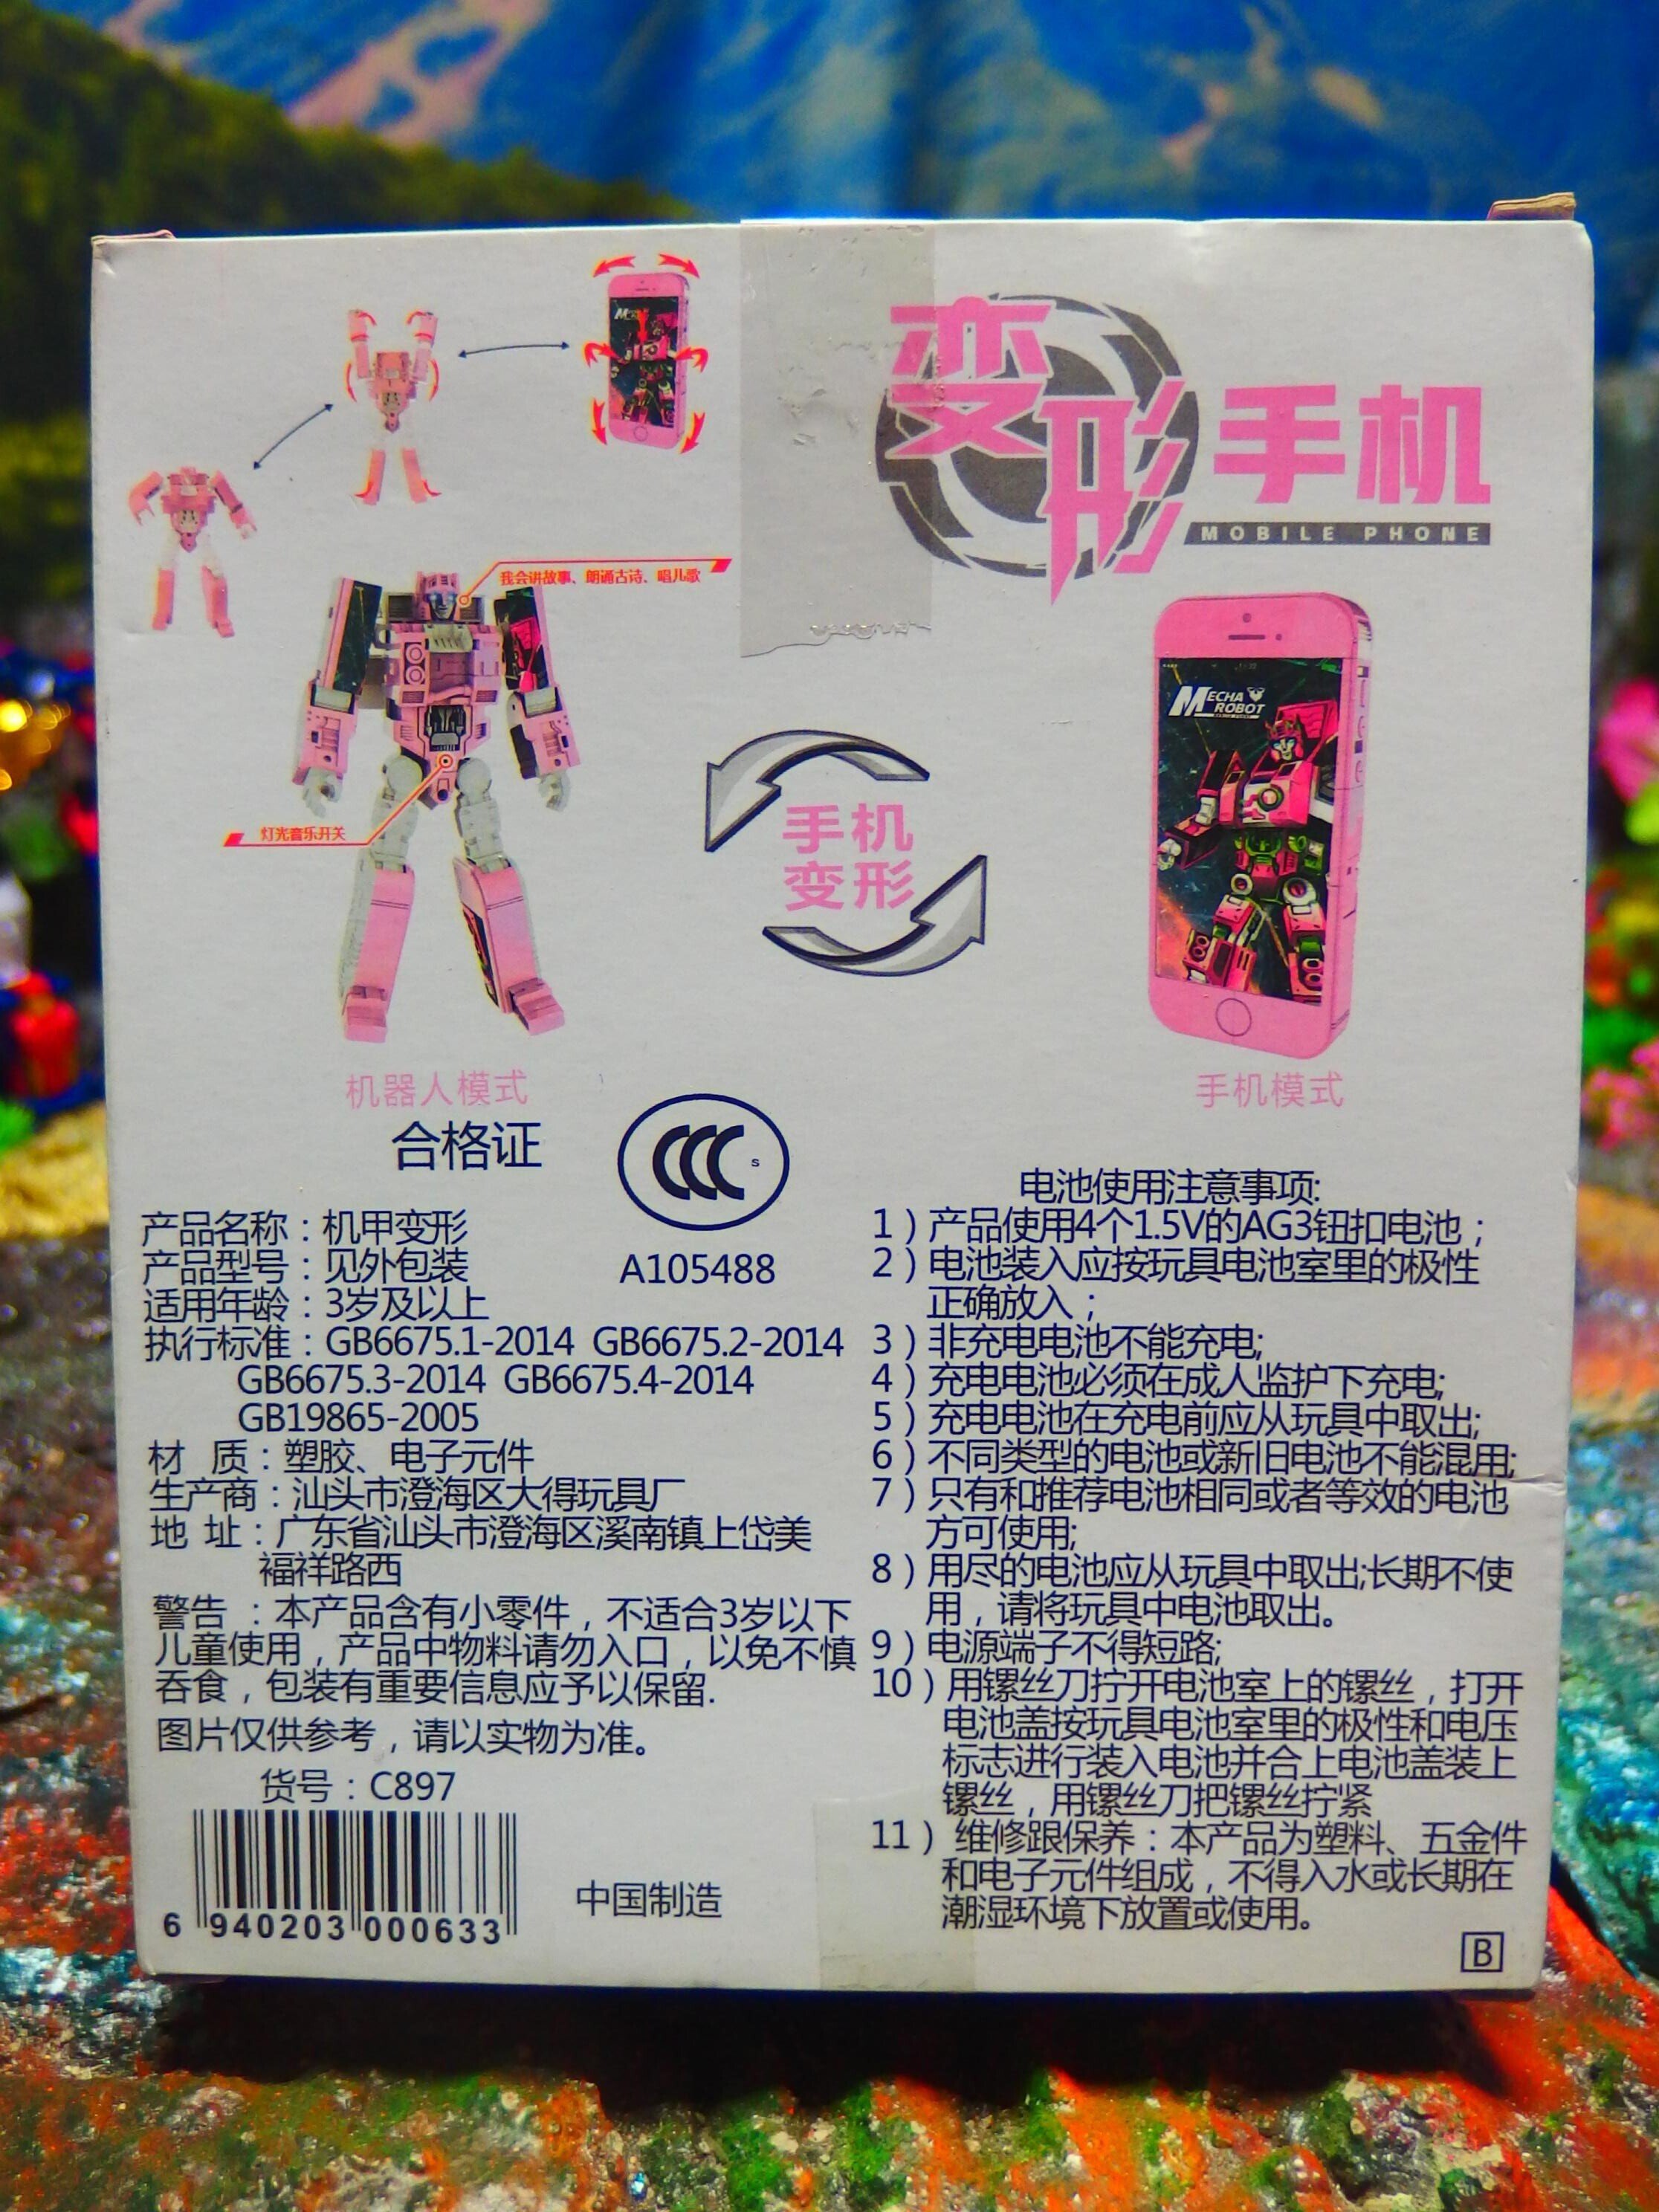 变形手机
MOBILE PHONE
我会讲故事、朗诵古诗、唱儿歌
灯光音乐开关
MECHA
ROBOT
手机
变形
机器人模式
手机模式
合格证
CCC
S
A105488
产品名称：机甲变形
产品型号：见外包装
适用年龄：3岁及以上
执行标准：GB6675.1-2014 GB6675.2-2014
GB6675.3-2014 GB6675.4-2014
GB19865-2005
材 质：塑胶、电子元件
生产商：汕头市澄海区大得玩具厂
地 址：广东省汕头市澄海区溪南镇上岱美
福祥路西
警告：本产品含有小零件，不适合3岁以下
儿童使用，产品中物料请勿入口，以免不慎
吞食，包装有重要信息应予以保留.
图片仅供参考，请以实物为准。
货号：C897
6 940203 000633
中国制造
电池使用注意事项:
1）产品使用4个1.5V的AG3钮扣电池；
2）电池装入应按玩具电池室里的极性
正确放入；
3）非充电电池不能充电;
4）充电电池必须在成人监护下充电;
5）充电电池在充电前应从玩具中取出;
6）不同类型的电池或新旧电池不能混用;
7）只有和推荐电池相同或者等效的电池
方可使用;
8）用尽的电池应从玩具中取出;长期不使
用，请将玩具中电池取出。
9）电源端子不得短路;
10）用镙丝刀拧开电池室上的镙丝，打开
电池盖按玩具电池室里的极性和电压
标志进行装入电池并合上电池盖装上
镙丝，用镙丝刀把镙丝拧紧
11） 维修跟保养：本产品为塑料、五金件
和电子元件组成，不得入水或长期在
潮湿环境下放置或使用。
B